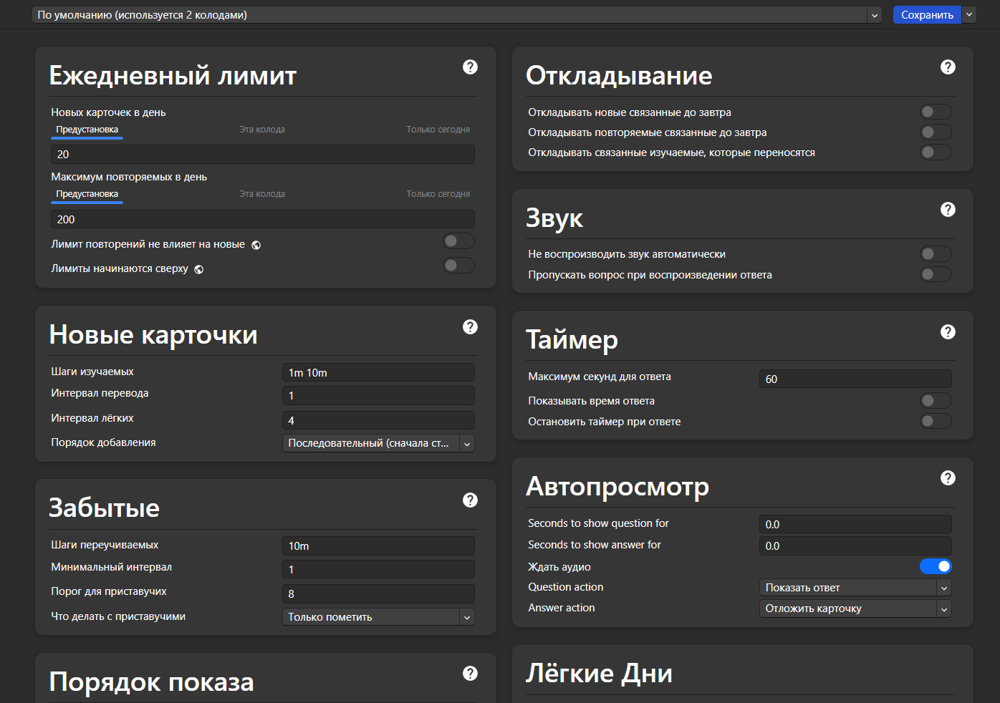 По умолчанию (используется 2 колодами)
Сохранить
Ежедневный лимит
Новых карточек в день
Предустановка
Эта колода
Только сегодня
20
Максимум повторяемых в день
Предустановка
Эта колода
Только сегодня
200
Лимит повторений не влияет на новые
Лимиты начинаются сверху
Новые карточки
Шаги изучаемых
1m 10m
Интервал перевода
1
Интервал лёгких
4
Порядок добавления
Последовательный (сначала ст...
Забытые
Шаги переучиваемых
10m
Минимальный интервал
1
Порог для приставучих
8
Что делать с приставучими
Только пометить
Порядок показа
Откладывание
Откладывать новые связанные до завтра
Откладывать повторяемые связанные до завтра
Откладывать связанные изучаемые, которые переносятся
Звук
Не воспроизводить звук автоматически
Пропускать вопрос при воспроизведении ответа
Таймер
Максимум секунд для ответа
60
Показывать время ответа
Остановить таймер при ответе
Автопросмотр
Seconds to show question for
0.0
Seconds to show answer for
0.0
Ждать аудио
Question action
Показать ответ
Answer action
Отложить карточку
Лёгкие Дни